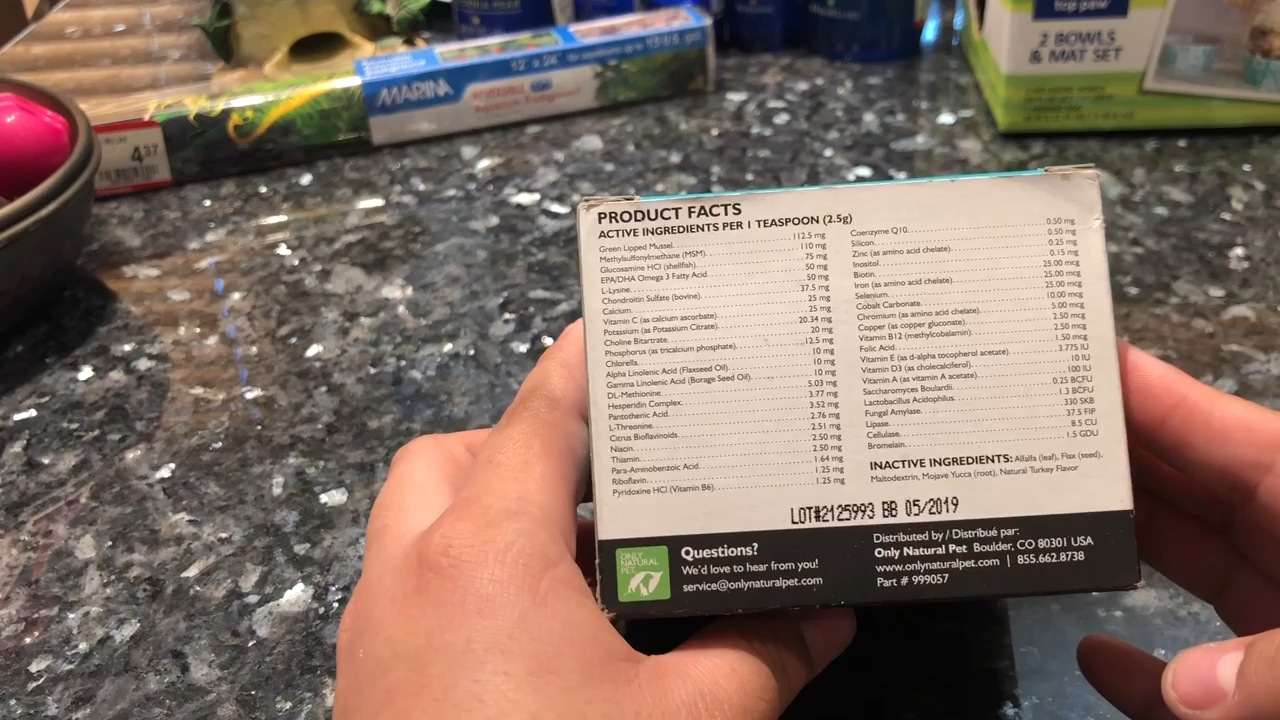 top paw
2 BOWLS
& MAT SET
MARINA
12" x 24"
4 37
PRODUCT FACTS
ACTIVE INGREDIENTS PER 1 TEASPOON (2.5g)
Green Lipped Mussel 112.5 mg
Methylsulfonylmethane (MSM) 110 mg
Glucosamine HCl (shellfish) 75 mg
EPA/DHA Omega 3 Fatty Acid 50 mg
L-Lysine 50 mg
Chondroitin Sulfate (bovine) 37.5 mg
Calcium 25 mg
Vitamin C (as calcium ascorbate) 25 mg
Potassium (as Potassium Citrate) 20.34 mg
Choline Bitartrate 20 mg
Phosphorus (as tricalcium phosphate) 12.5 mg
Chlorella 10 mg
Alpha Linolenic Acid (Flaxseed Oil) 10 mg
Gamma Linolenic Acid (Borage Seed Oil) 10 mg
DL-Methionine 5.03 mg
Hesperidin Complex 3.77 mg
Pantothenic Acid 3.52 mg
L-Threonine 2.76 mg
Citrus Bioflavinoids 2.51 mg
Niacin 2.50 mg
Thiamin 2.50 mg
Para-Aminobenzoic Acid 1.64 mg
Riboflavin 1.25 mg
Pyridoxine HCl (Vitamin B6) 1.25 mg
Coenzyme Q10 0.50 mg
Silicon 0.50 mg
Zinc (as amino acid chelate) 0.25 mg
Inositol 0.15 mg
Biotin 25.00 mcg
Iron (as amino acid chelate) 25.00 mcg
Selenium 25.00 mcg
Cobalt Carbonate 10.00 mcg
Chromium (as amino acid chelate) 5.00 mcg
Copper (as copper gluconate) 2.50 mcg
Vitamin B12 (methylcobalamin) 2.50 mcg
Folic Acid 1.50 mcg
Vitamin E (as d-alpha tocopherol acetate) 3.775 IU
Vitamin D3 (as cholecalciferol) 10 IU
Vitamin A (as vitamin A acetate) 100 IU
Saccharomyces Boulardii 0.25 BCFU
Lactobacillus Acidophilus 1.3 BCFU
Fungal Amylase 330 SKB
Lipase 37.5 FIP
Cellulase 8.5 CU
Bromelain 1.5 GDU
INACTIVE INGREDIENTS: Alfalfa (leaf), Flax (seed),
Maltodextrin, Mojave Yucca (root), Natural Turkey Flavor
LOT#2125993 BB 05/2019
ONLY
NATURAL
PET
Questions?
We'd love to hear from you!
service@onlynaturalpet.com
Distributed by / Distribué par:
Only Natural Pet Boulder, CO 80301 USA
www.onlynaturalpet.com | 855.662.8738
Part # 999057